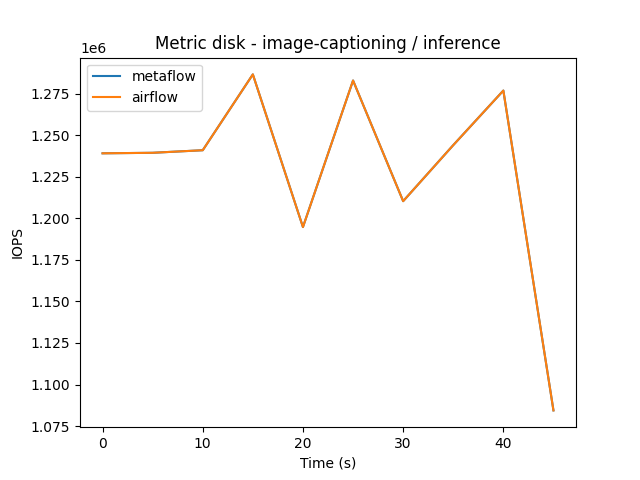 Metric disk - image-captioning / inference
1e6
metaflow
airflow
1.275
1.250
1.225
1.200
1.175
1.150
1.125
1.100
1.075
IOPS
0 10 20 30 40
Time (s)